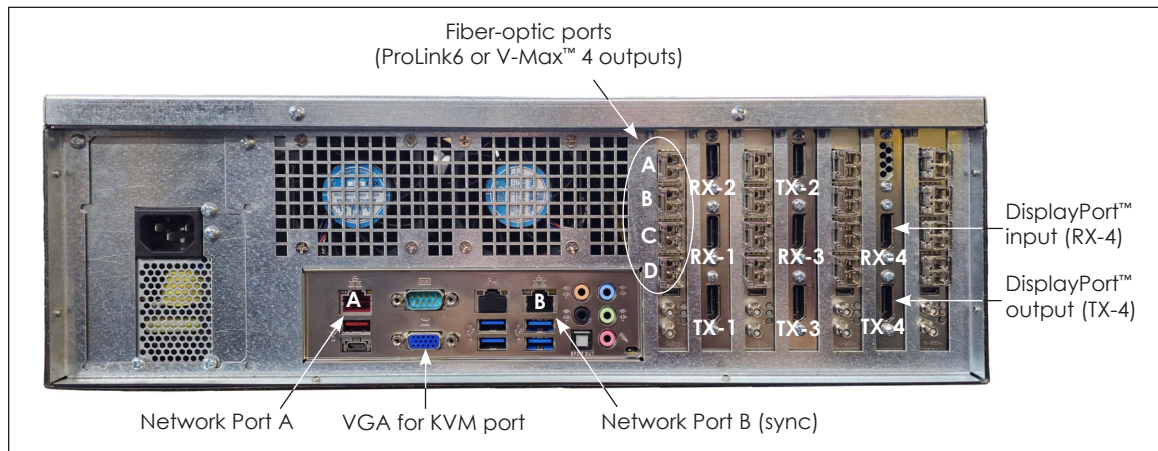 Fiber-optic ports
(ProLink6 or V-Max™ 4 outputs)
A
B
C
D
RX-2
TX-2
RX-1
RX-3
RX-4
TX-1
TX-3
TX-4
DisplayPort™
input (RX-4)
DisplayPort™
output (TX-4)
A
B
Network Port A
VGA for KVM port
Network Port B (sync)